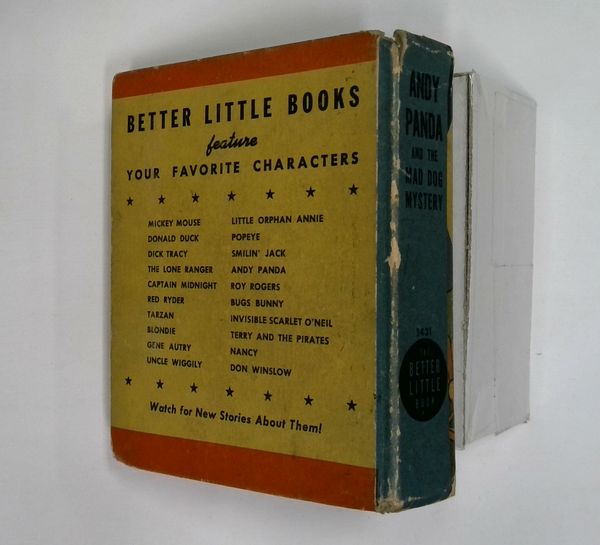 BETTER LITTLE BOOKS
feature
YOUR FAVORITE CHARACTERS
MICKEY MOUSE
DONALD DUCK
DICK TRACY
THE LONE RANGER
CAPTAIN MIDNIGHT
RED RYDER
TARZAN
BLONDIE
GENE AUTRY
UNCLE WIGGILY
LITTLE ORPHAN ANNIE
POPEYE
SMILIN' JACK
ANDY PANDA
ROY ROGERS
BUGS BUNNY
INVISIBLE SCARLET O'NEIL
TERRY AND THE PIRATES
NANCY
DON WINSLOW
Watch for New Stories About Them!
ANDY
PANDA
AND THE
MAD DOG
MYSTERY
1431
THE
BETTER
LITTLE
BOOK